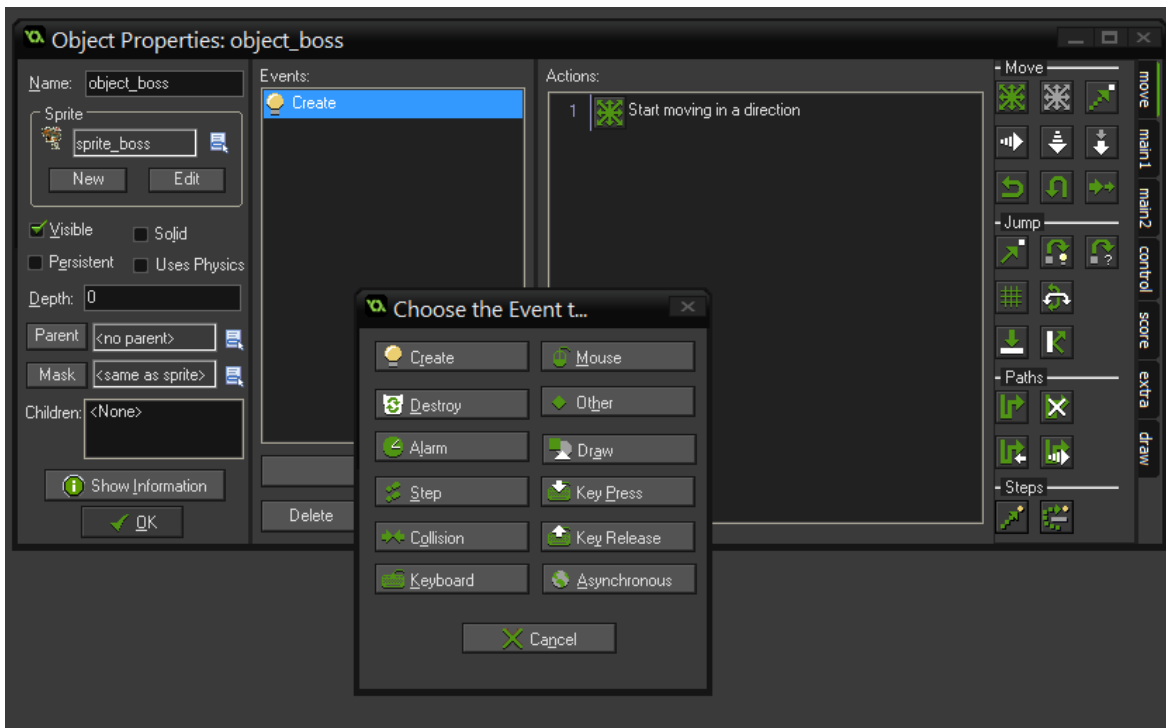 Object Properties: object_boss
Name: object_boss
Sprite
sprite_boss
New Edit
Visible Solid
Persistent Uses Physics
Depth: 0
Parent <no parent>
Mask <same as sprite>
Children: <None>
Show Information
OK
Events:
Create
Delete
Actions:
1 Start moving in a direction
Choose the Event t...
Create Mouse
Destroy Other
Alarm Draw
Step Key Press
Collision Key Release
Keyboard Asynchronous
Cancel
Move
Jump
?
Paths
Steps
move
main1
main2
control
score
extra
draw